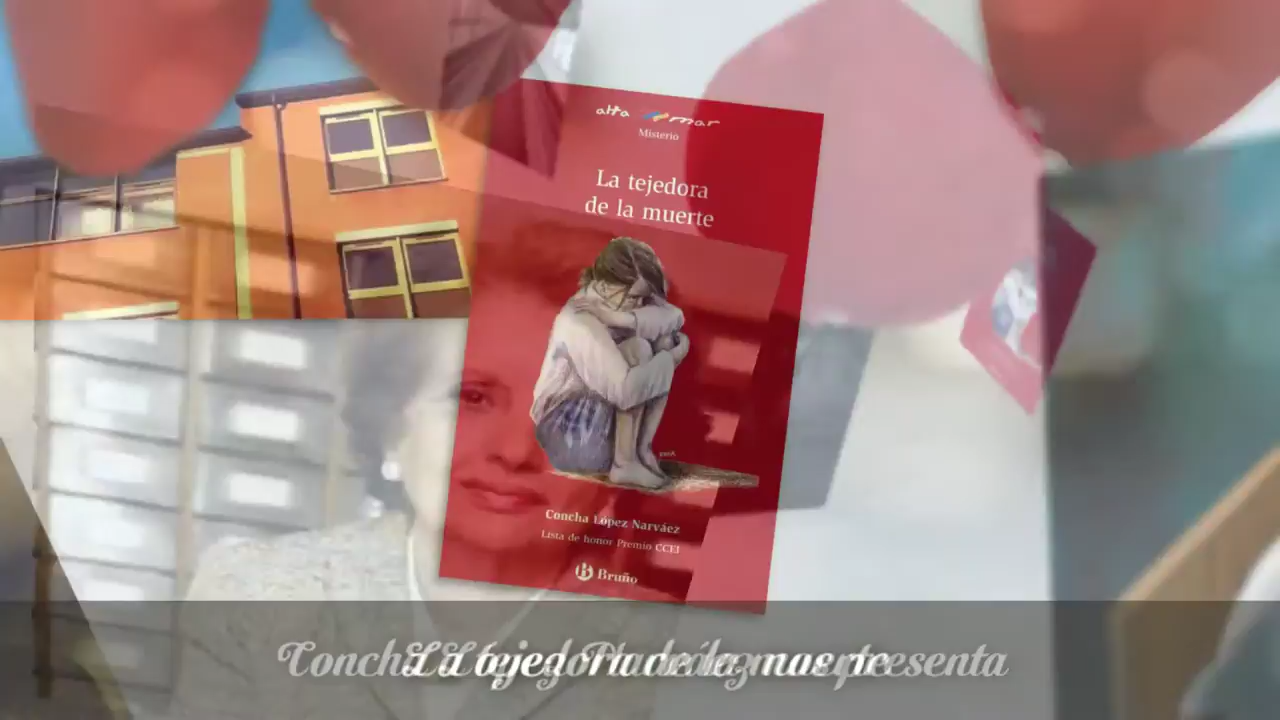 alta mar
Misterio
La tejedora
de la muerte
Concha López Narváez
Lista de honor Premio CCEI
Bruño